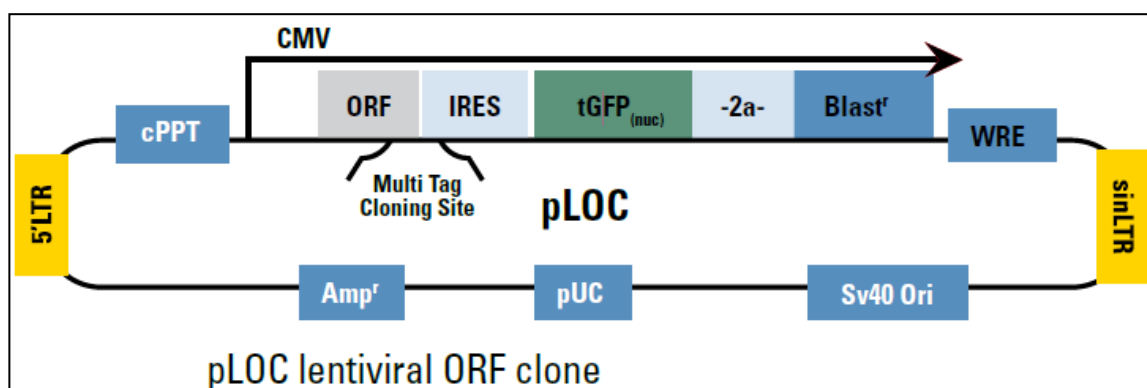 CMV
ORF IRES tGFP(nuc) -2a- Blastʳ
cPPT
WRE
Multi Tag
Cloning Site
pLOC
5'LTR
sinLTR
Ampʳ pUC Sv40 Ori
pLOC lentiviral ORF clone